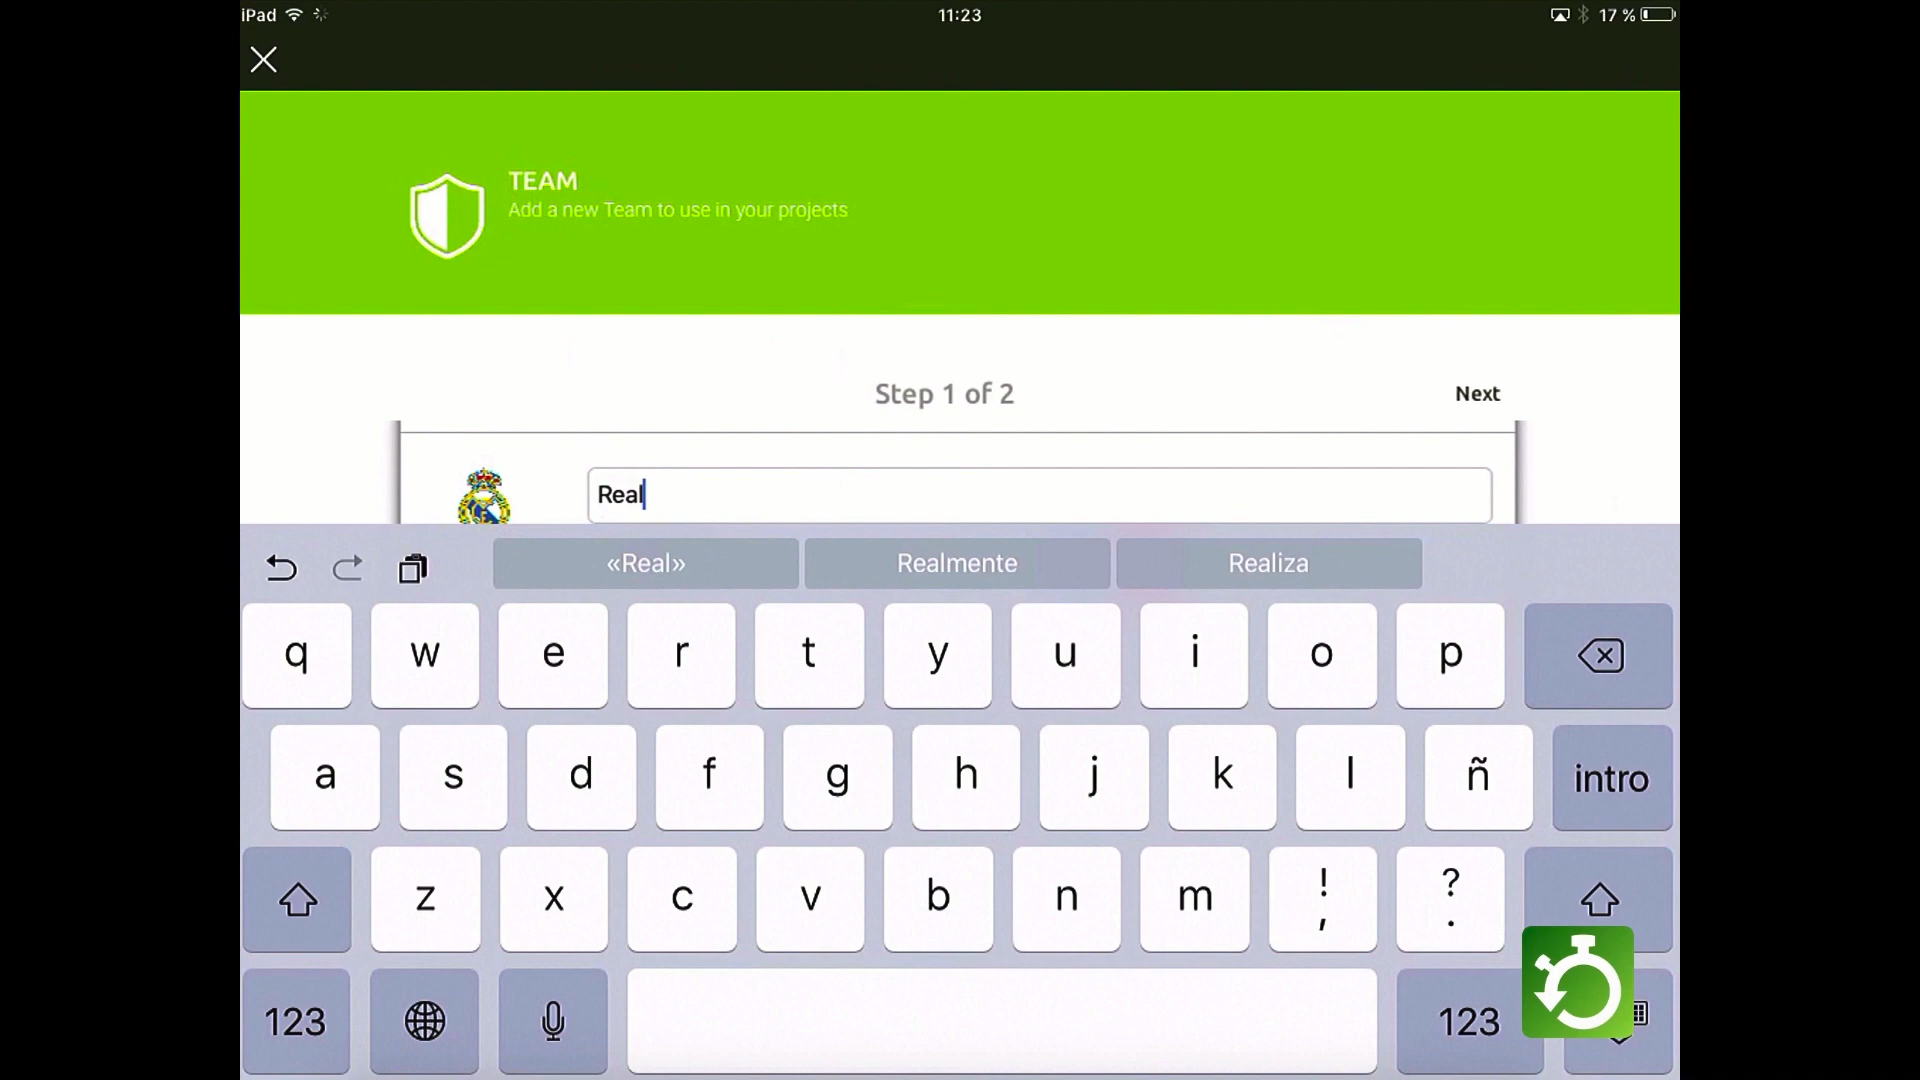 iPad 11:23 17 %
TEAM
Add a new Team to use in your projects
Step 1 of 2 Next
Real
«Real» Realmente Realiza
q w e r t y u i o p
a s d f g h j k l ñ intro
z x c v b n m ! , ? .
123 123